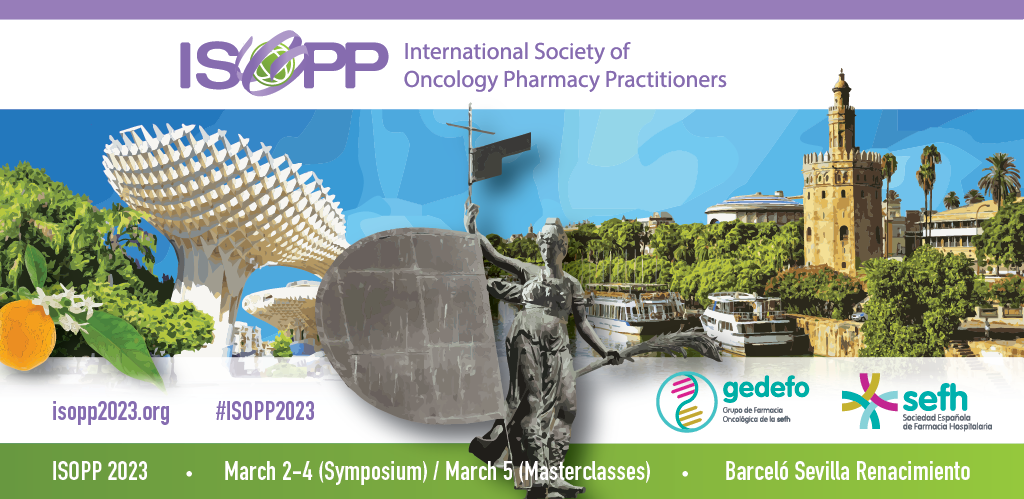 ISOPP
International Society of
Oncology Pharmacy Practitioners
isopp2023.org
#ISOPP2023
gedefo
Grupo de Farmacia
Oncológica de la sefh
sefh
Sociedad Española
de Farmacia Hospilalaria
ISOPP 2023 • March 2-4 (Symposium) / March 5 (Masterclasses) • Barceló Sevilla Renacimiento